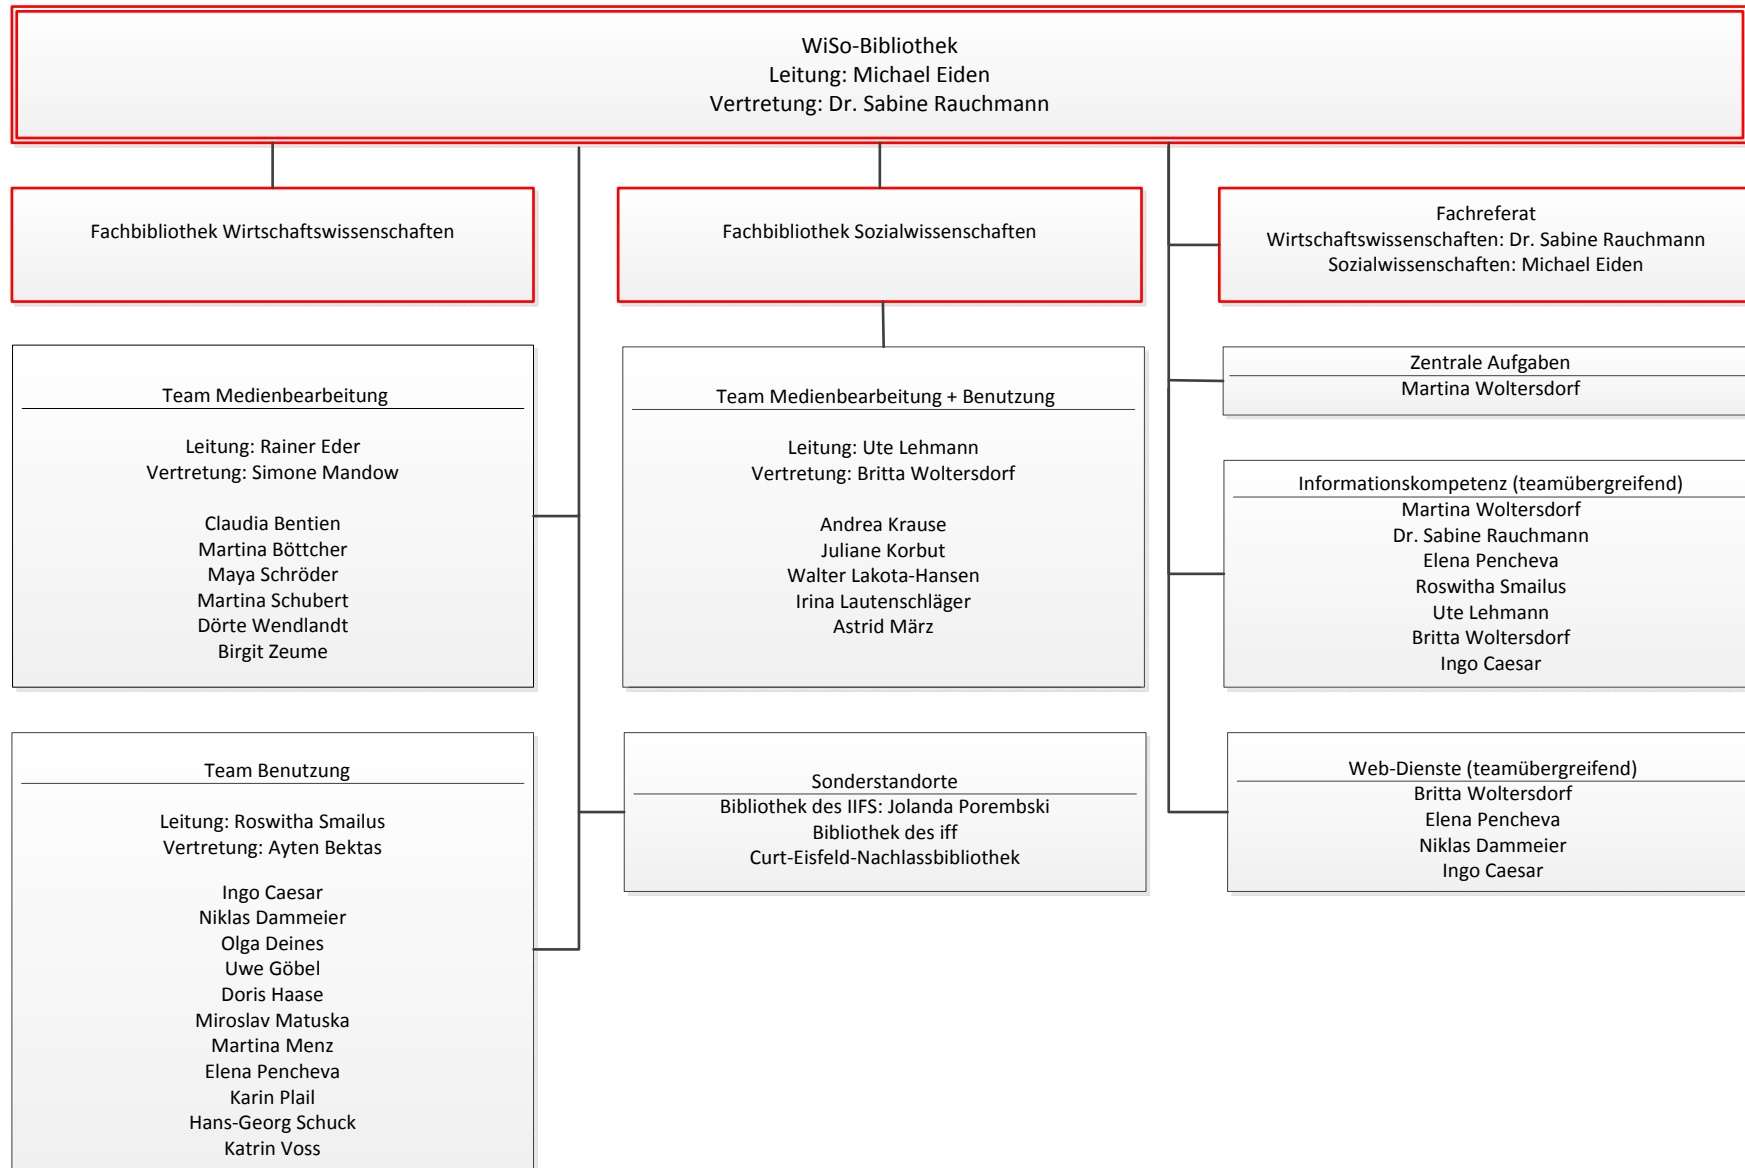 WiSo-Bibliothek
Leitung: Michael Eiden
Vertretung: Dr. Sabine Rauchmann
Fachbibliothek Wirtschaftswissenschaften
Fachbibliothek Sozialwissenschaften
Fachreferat
Wirtschaftswissenschaften: Dr. Sabine Rauchmann
Sozialwissenschaften: Michael Eiden
Team Medienbearbeitung
Leitung: Rainer Eder
Vertretung: Simone Mandow
Claudia Bentien
Martina Böttcher
Maya Schröder
Martina Schubert
Dörte Wendlandt
Birgit Zeume
Team Medienbearbeitung + Benutzung
Leitung: Ute Lehmann
Vertretung: Britta Woltersdorf
Andrea Krause
Juliane Korbut
Walter Lakota-Hansen
Irina Lautenschläger
Astrid März
Zentrale Aufgaben
Martina Woltersdorf
Informationskompetenz (teamübergreifend)
Martina Woltersdorf
Dr. Sabine Rauchmann
Elena Pencheva
Roswitha Smailus
Ute Lehmann
Britta Woltersdorf
Ingo Caesar
Team Benutzung
Leitung: Roswitha Smailus
Vertretung: Ayten Bektas
Ingo Caesar
Niklas Dammeier
Olga Deines
Uwe Göbel
Doris Haase
Miroslav Matuska
Martina Menz
Elena Pencheva
Karin Plail
Hans-Georg Schuck
Katrin Voss
Sonderstandorte
Bibliothek des IIFS: Jolanda Porembski
Bibliothek des iff
Curt-Eisfeld-Nachlassbibliothek
Web-Dienste (teamübergreifend)
Britta Woltersdorf
Elena Pencheva
Niklas Dammeier
Ingo Caesar